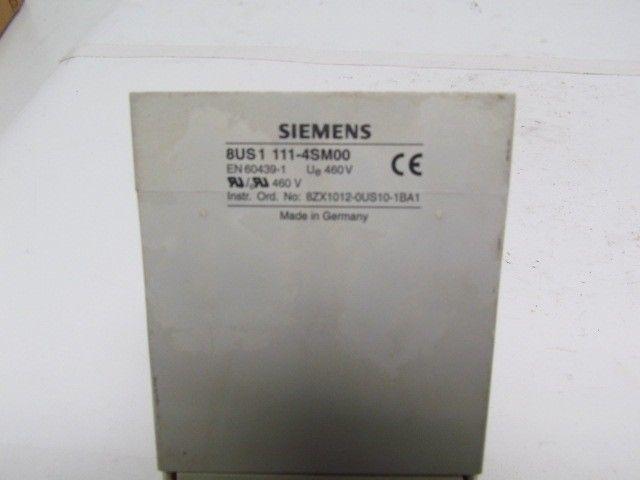 SIEMENS
8US1 111-4SM00
EN 60439-1 Ue 460 V CE
460 V
Instr. Ord. No: 8ZX1012-0US10-1BA1
Made in Germany